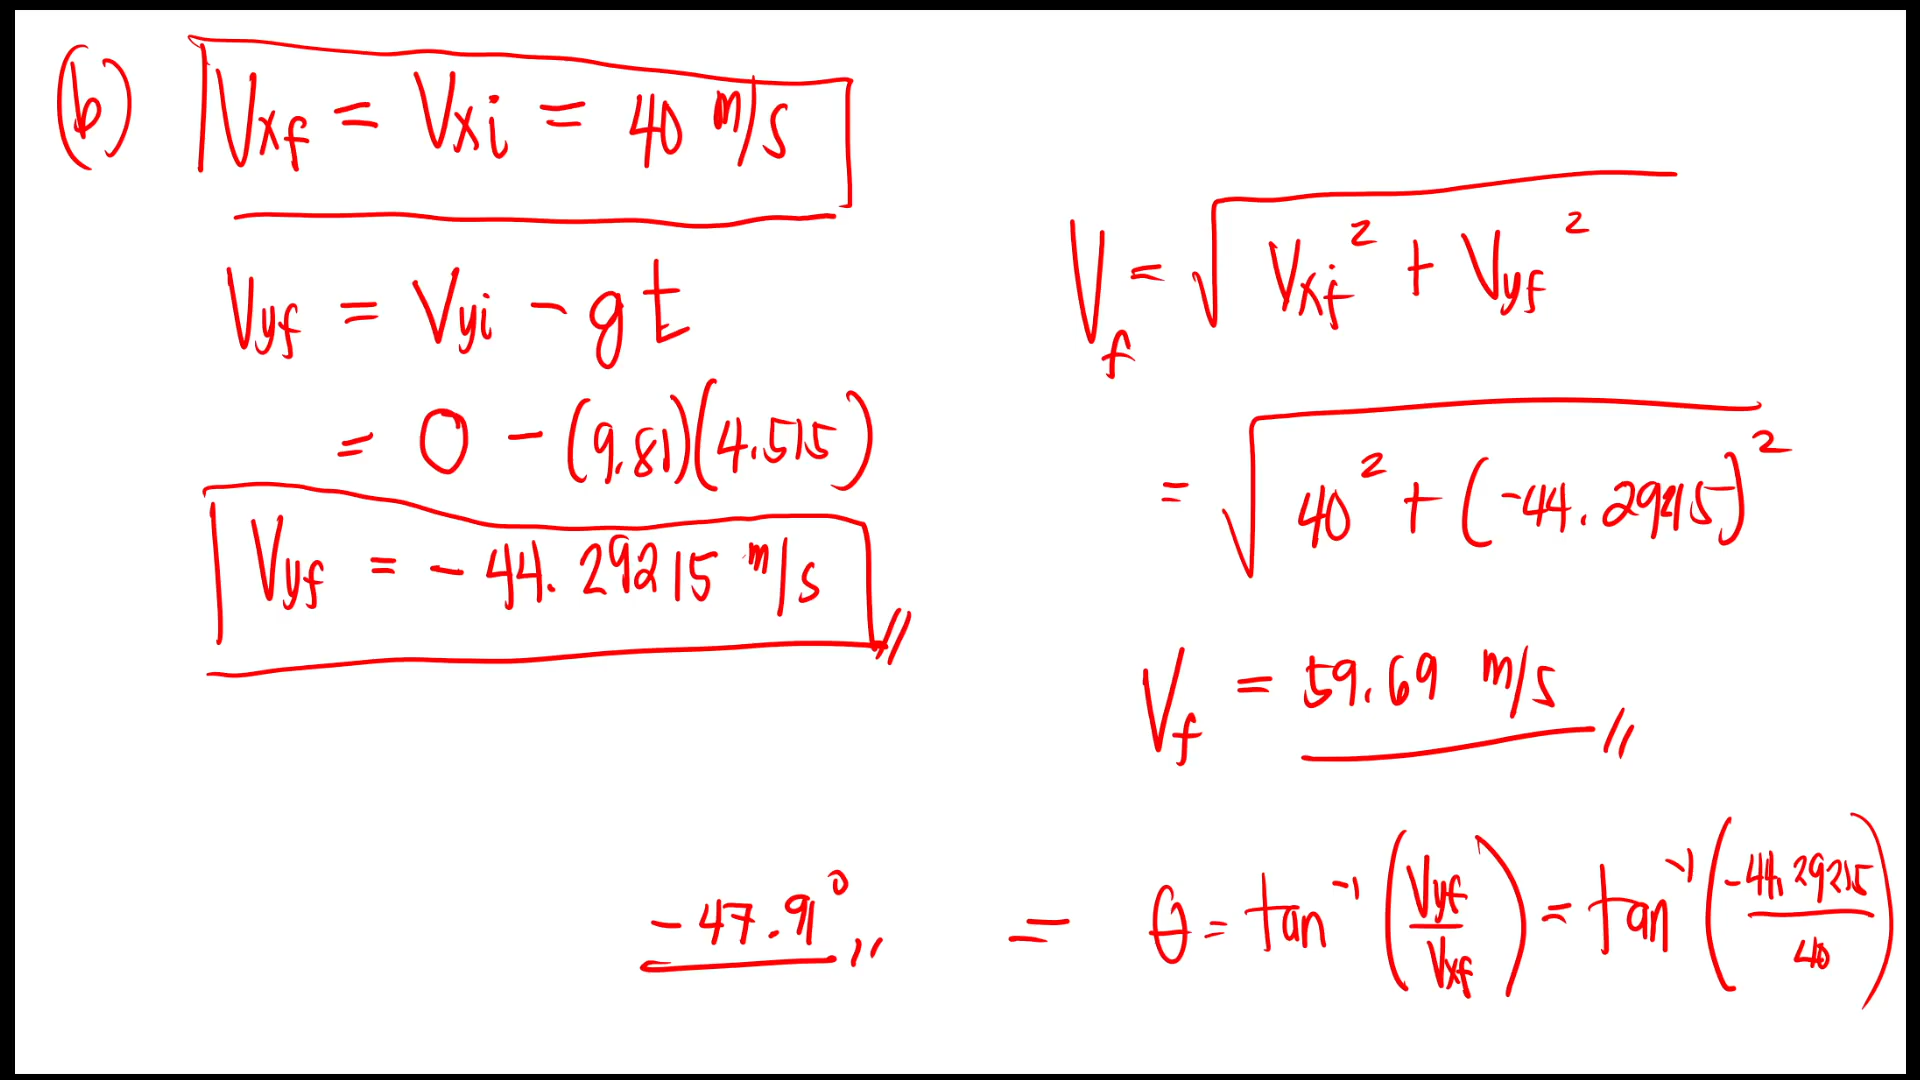 (b) Vxf = Vxi = 40 m/s
Vyf = Vyi - gt
= 0 - (9.81)(4.515)
Vyf = -44.29215 m/s
Vf = √(Vxf² + Vyf²)
= √(40² + (-44.29215)²)
Vf = 59.69 m/s
-47.91° = θ = tan⁻¹(Vyf/Vxf) = tan⁻¹(-44.29215/40)